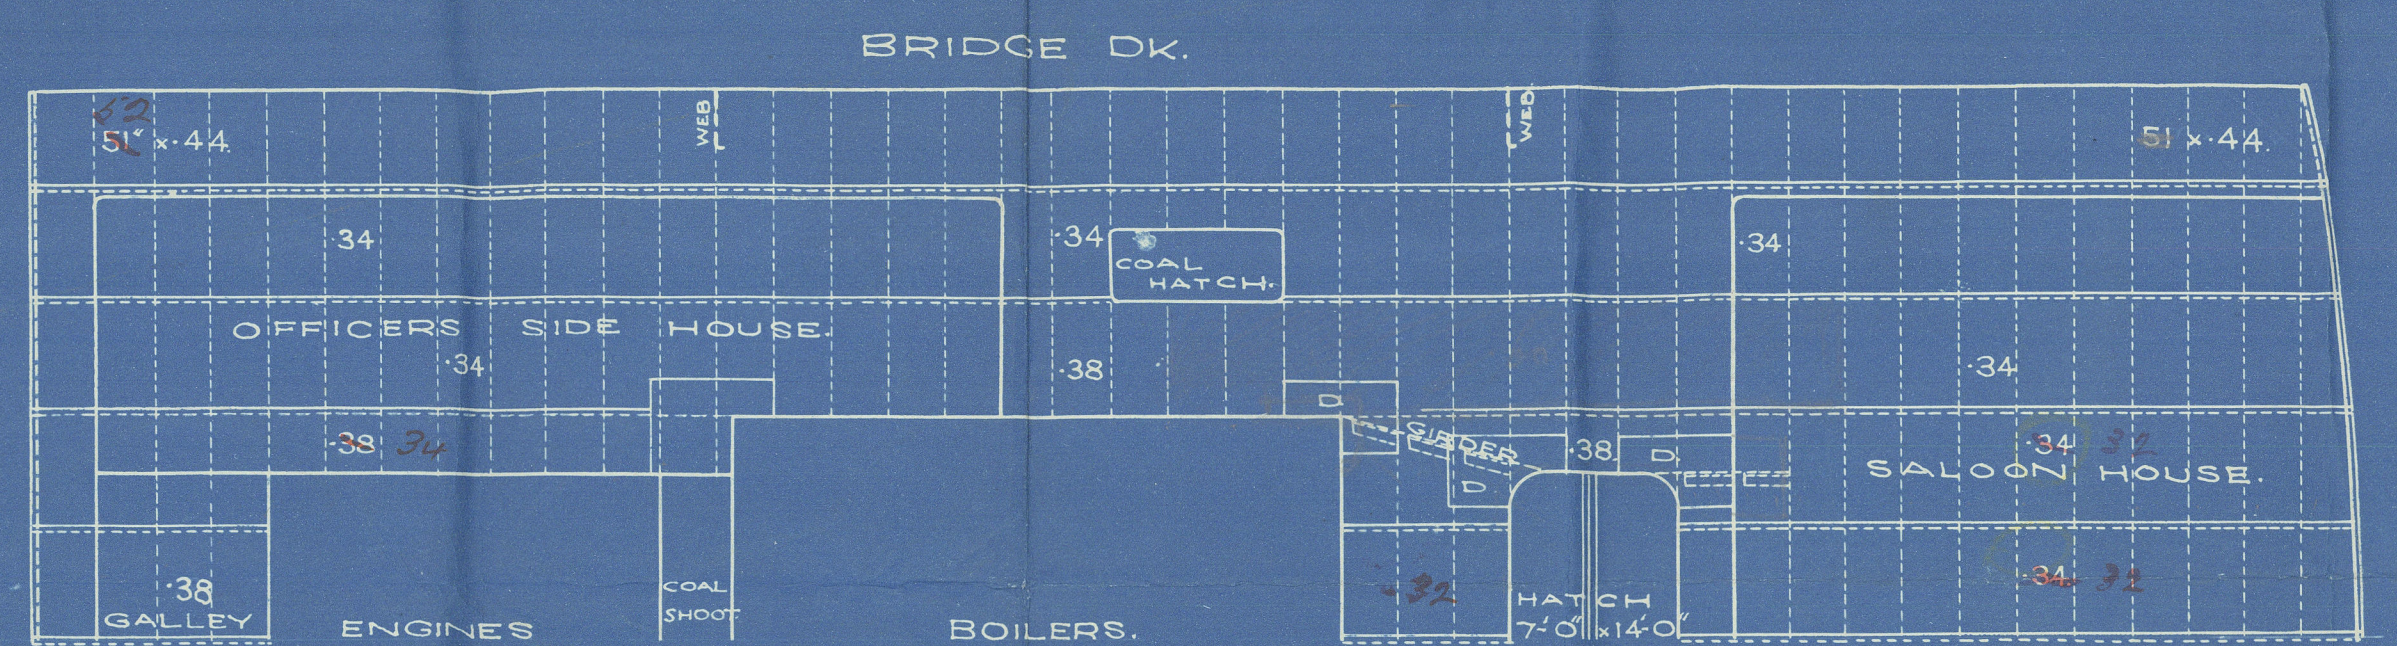 BRIDGE DK.
52
51" x .44.
WEB
WEB
51 x .44.
.34
.34
COAL
HATCH.
.34
OFFICERS SIDE HOUSE.
.34
.38
.34
D
.38 34
GIRDER
.38
D.
.34 32
SALOON HOUSE.
D
.38
GALLEY
ENGINES
COAL
SHOOT.
BOILERS.
.32
HATCH
7'-0" x 14'-0"
.34 32